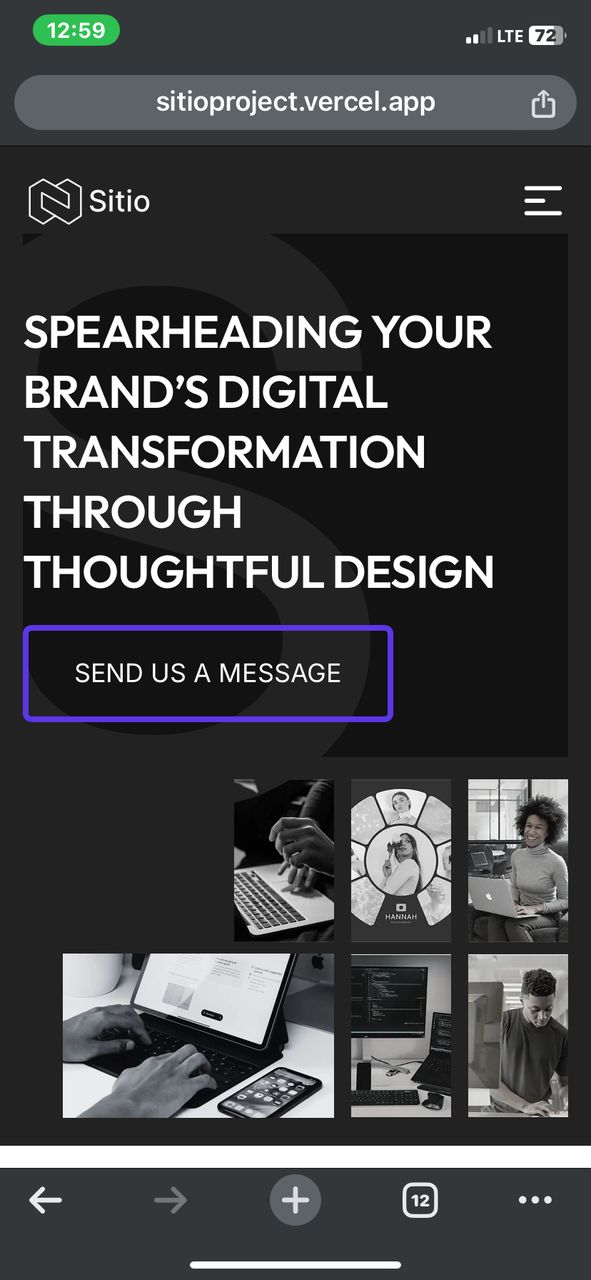 12:59
LTE 72
sitioproject.vercel.app
Sitio
SPEARHEADING YOUR
BRAND’S DIGITAL
TRANSFORMATION
THROUGH
THOUGHTFUL DESIGN
SEND US A MESSAGE
HANNAH
12